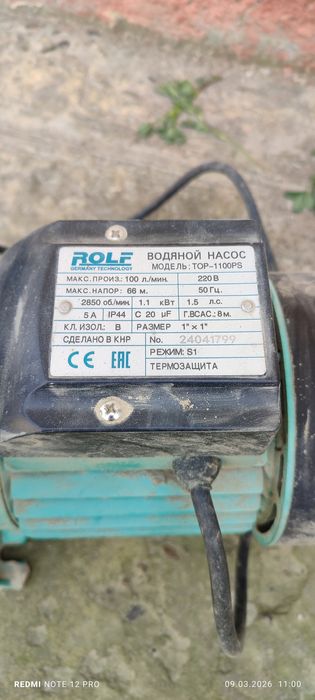 ROLF
GERMANY TECHNOLOGY
ВОДЯНОЙ НАСОС
МОДЕЛЬ: TOP-1100PS
МАКС.ПРОИЗ.: 100 л/мин. 220 В
МАКС.НАПОР: 66 м. 50 Гц.
2850 об/мин. 1.1 кВт 1.5 л.с.
5 A IP44 C 20 µF Г.ВСАС.: 8 м.
КЛ. ИЗОЛ.: B РАЗМЕР 1" x 1"
СДЕЛАНО В КНР No. 24041799
CE EAC РЕЖИМ: S1
ТЕРМОЗАЩИТА
REDMI NOTE 12 PRO 09.03.2026 11:00